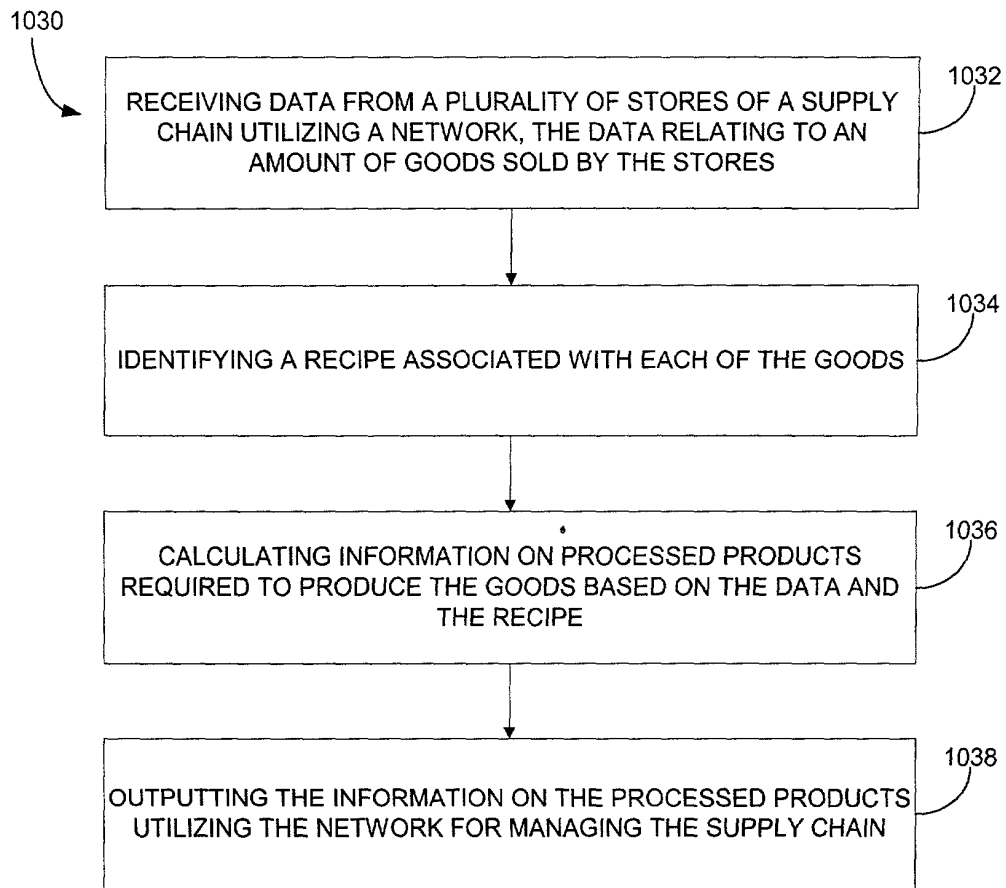 1030
1032
RECEIVING DATA FROM A PLURALITY OF STORES OF A SUPPLY
CHAIN UTILIZING A NETWORK, THE DATA RELATING TO AN
AMOUNT OF GOODS SOLD BY THE STORES
1034
IDENTIFYING A RECIPE ASSOCIATED WITH EACH OF THE GOODS
1036
CALCULATING INFORMATION ON PROCESSED PRODUCTS
REQUIRED TO PRODUCE THE GOODS BASED ON THE DATA AND
THE RECIPE
1038
OUTPUTTING THE INFORMATION ON THE PROCESSED PRODUCTS
UTILIZING THE NETWORK FOR MANAGING THE SUPPLY CHAIN